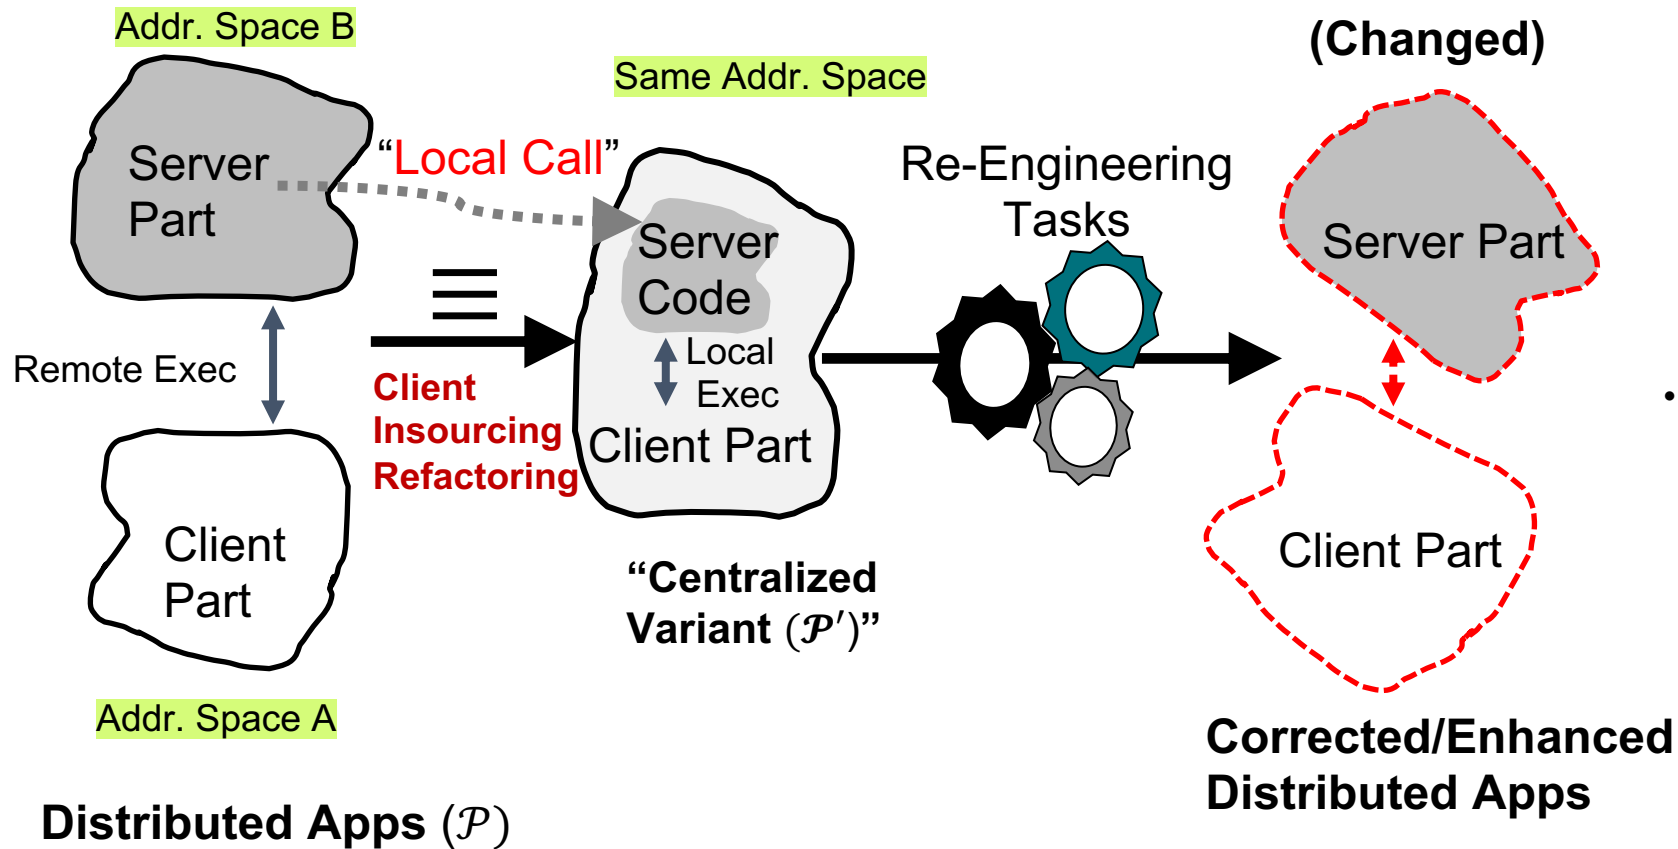 Addr. Space B
Server
Part
Remote Exec
Client
Part
Addr. Space A
Distributed Apps (𝒫)
“Local Call”
Client
Insourcing
Refactoring
Same Addr. Space
Server
Code
Local
Exec
Client Part
“Centralized
Variant (𝓟′)”
Re-Engineering
Tasks
(Changed)
Server Part
Client Part
Corrected/Enhanced
Distributed Apps
.